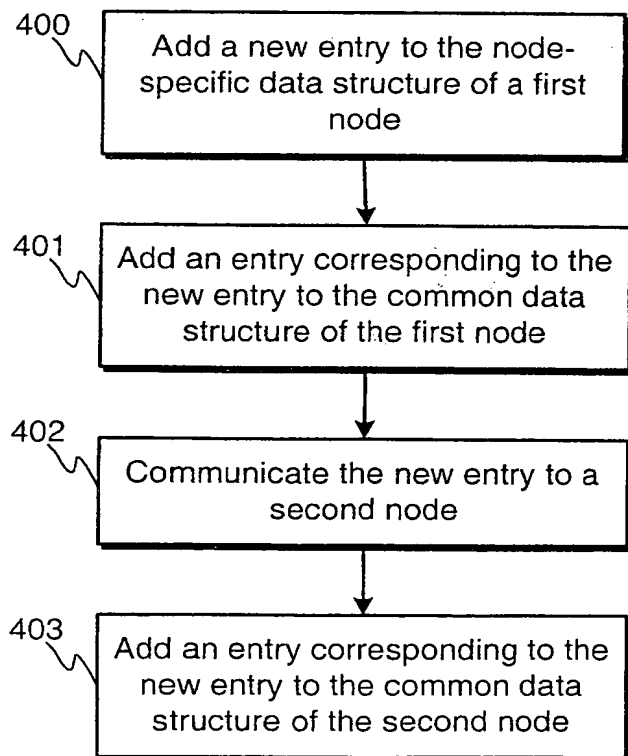 400
Add a new entry to the node-
specific data structure of a first
node
401
Add an entry corresponding to the
new entry to the common data
structure of the first node
402
Communicate the new entry to a
second node
403
Add an entry corresponding to the
new entry to the common data
structure of the second node